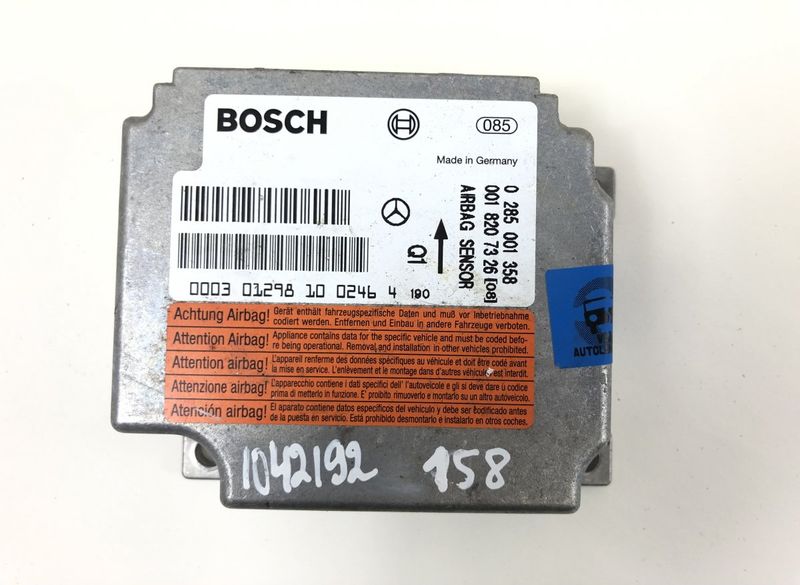 BOSCH
085
Made in Germany
0 285 001 358
001 820 73 26 [08]
AIRBAG SENSOR
Q1
0003 01298 10 0246 4 190
Achtung Airbag! Gerät enthält fahrzeugspezifische Daten und muß vor Inbetriebnahme
codiert werden. Entfernen und Einbau in andere Fahrzeuge verboten.
Attention Airbag! Appliance contains data for the specific vehicle and must be coded befo-
re being operational. Removal and installation in other vehicles prohibited.
Attention airbag! L'appareil renferme des données spécifiques au véhicule et doit être codé avant
la mise en service. L'enlèvement et le montage dans d'autres véhicules est interdit.
Attenzione airbag! L'apparecchio contiene i dati specifici dell' l'autoveicolo e gli si deve dare ù codice
prima di metterlo in funzione. E' proibito rimuoverlo e montarlo su un altro autoveicolo.
Atención airbag! El aparato contiene datos especificos del vehiculo y debe ser codificado antes
de la puesta en servicio. Está prohibido desmontarlo e instalarlo en otros coches.
1042192 158